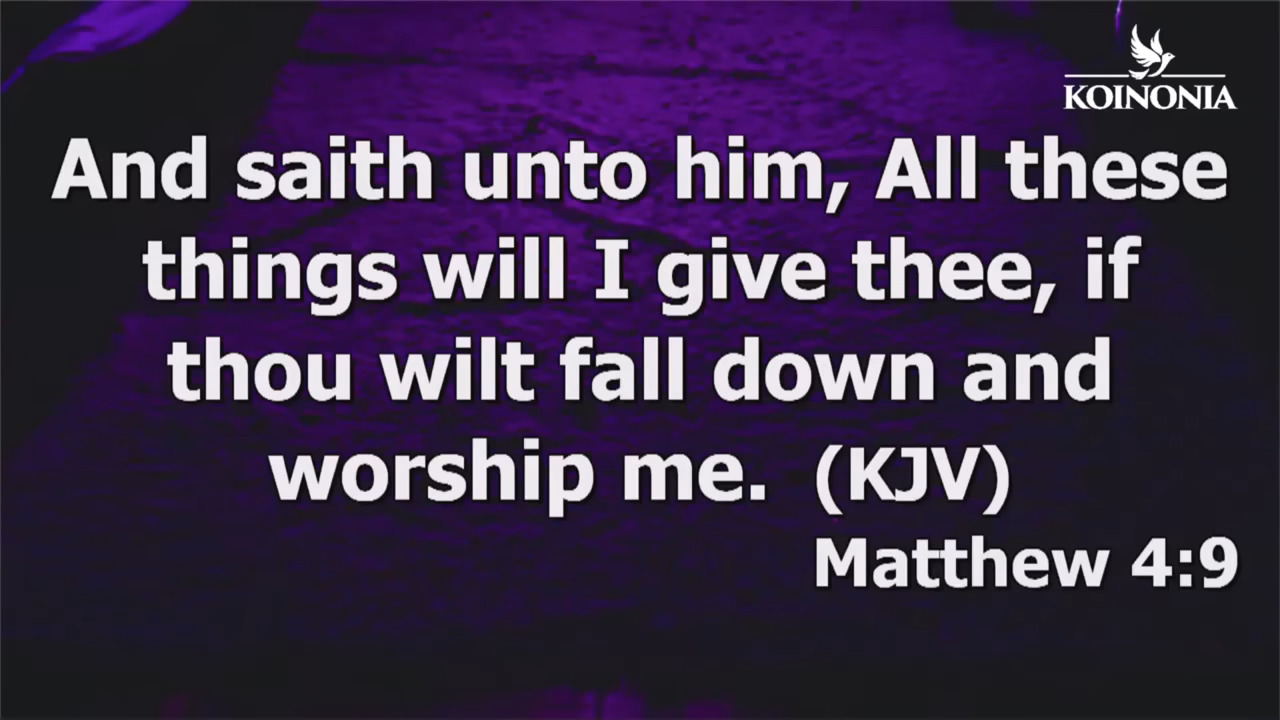 KOINONIA
And saith unto him, All these
things will I give thee, if
thou wilt fall down and
worship me.  (KJV)
Matthew 4:9